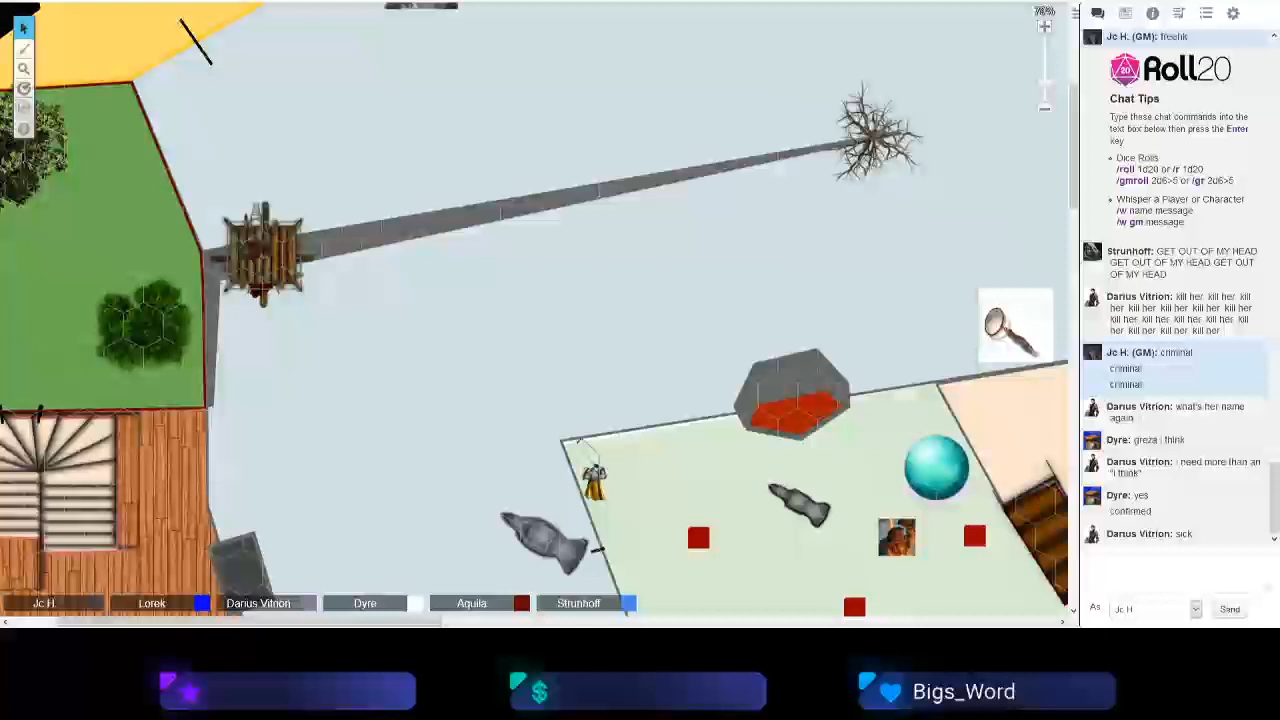 70%
Jc H. (GM): freehk
Roll20
Chat Tips
Type these chat commands into the
text box below then press the Enter
key
Dice Rolls
/roll 1d20 or /r 1d20
/gmroll 2d6>5 or /gr 2d6>5
Whisper a Player or Character
/w name message
/w gm message
Strunhoff: GET OUT OF MY HEAD
GET OUT OF MY HEAD GET OUT
OF MY HEAD
Darius Vitrion: kill her kill her kill
her kill her kill her kill her kill her
kill her kill her kill her kill her kill
her kill her kill her kill her
Jc H. (GM): criminal
criminal
criminal
Darius Vitrion: what's her name
again
Dyre: greza i think
Darius Vitrion: i need more than an
"i think"
Dyre: yes
confirmed
Darius Vitrion: sick
Jc H.
Lorek
Darius Vitrion
Dyre
Aquila
Strunhoff
As
Jc H
Send
Bigs_Word